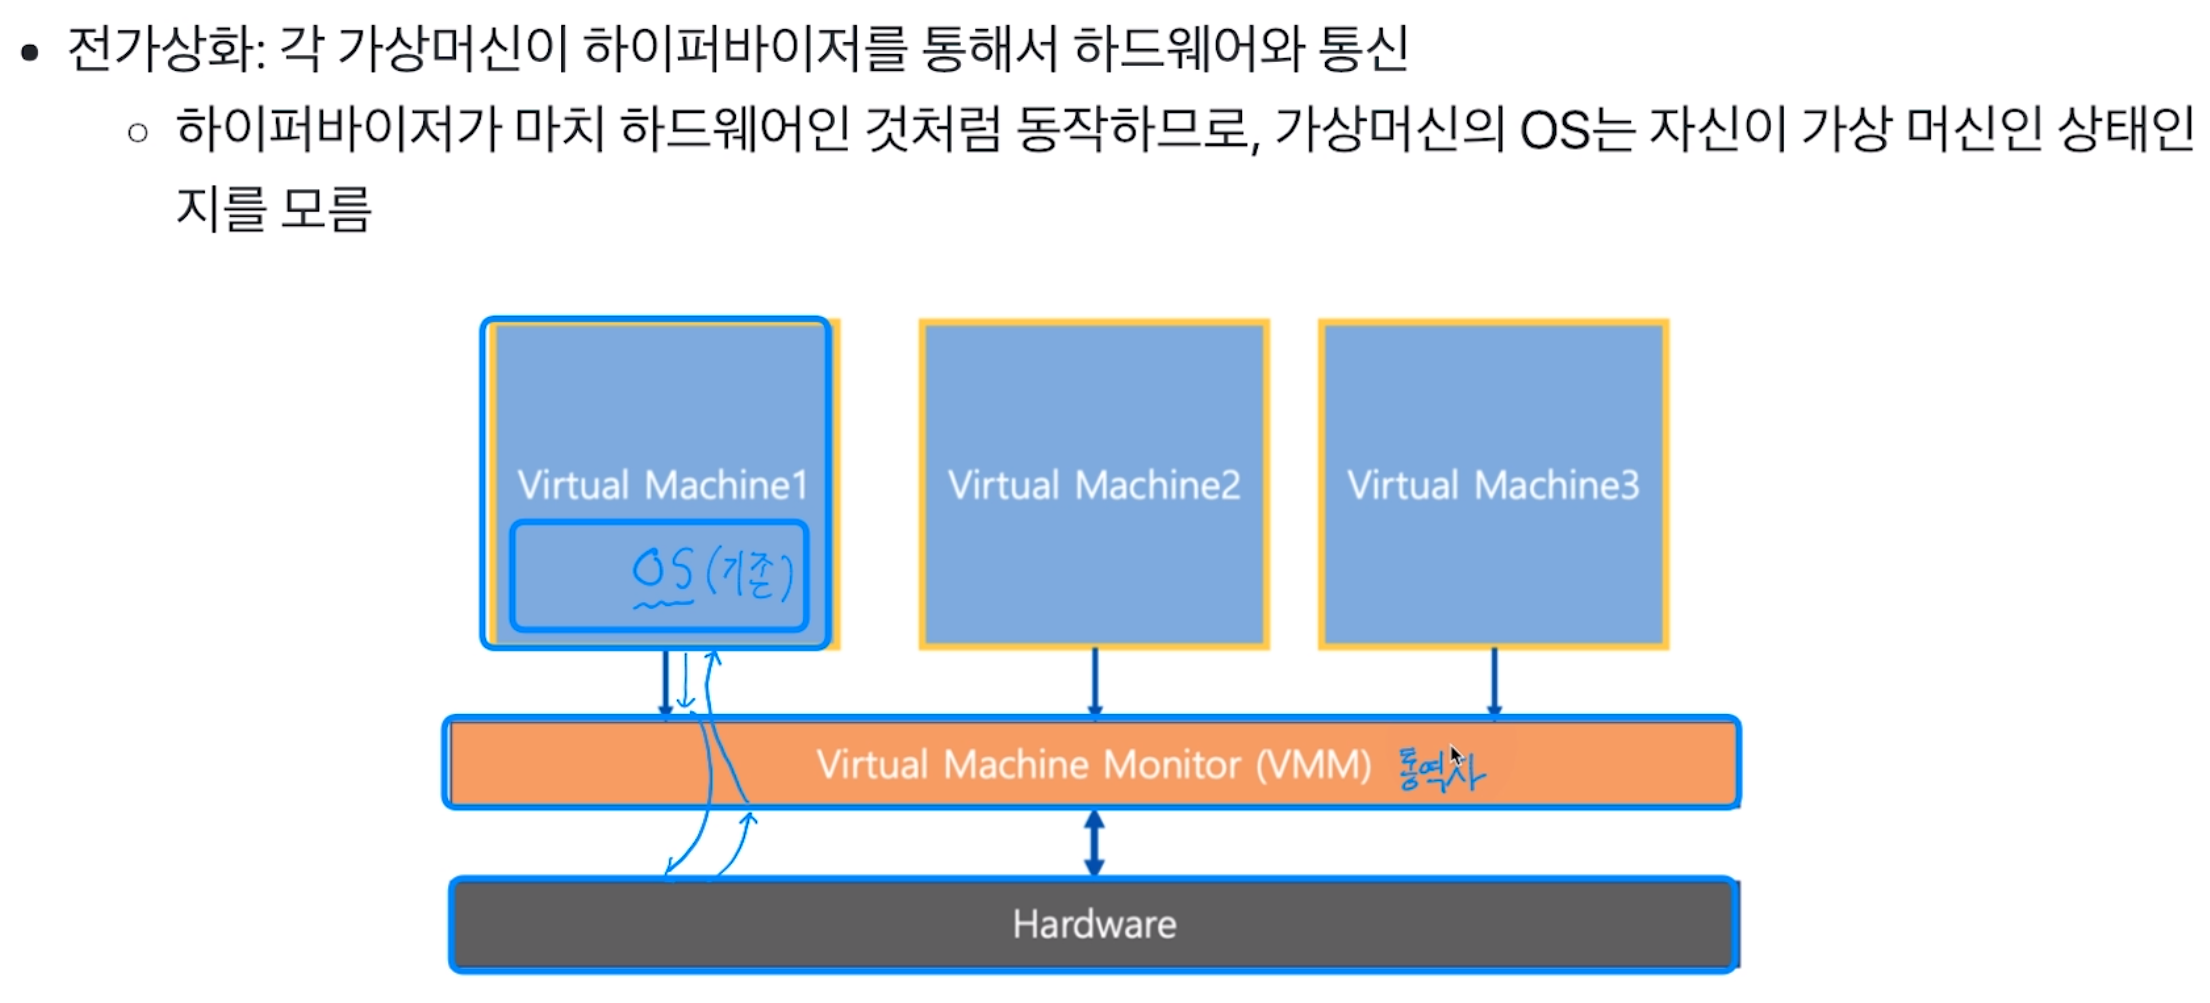 • 전가상화: 각 가상머신이 하이퍼바이저를 통해서 하드웨어와 통신
○ 하이퍼바이저가 마치 하드웨어인 것처럼 동작하므로, 가상머신의 OS는 자신이 가상 머신인 상태인
지를 모름
Virtual Machine1
Virtual Machine2
Virtual Machine3
OS(기존)
Virtual Machine Monitor (VMM) 통역사
Hardware